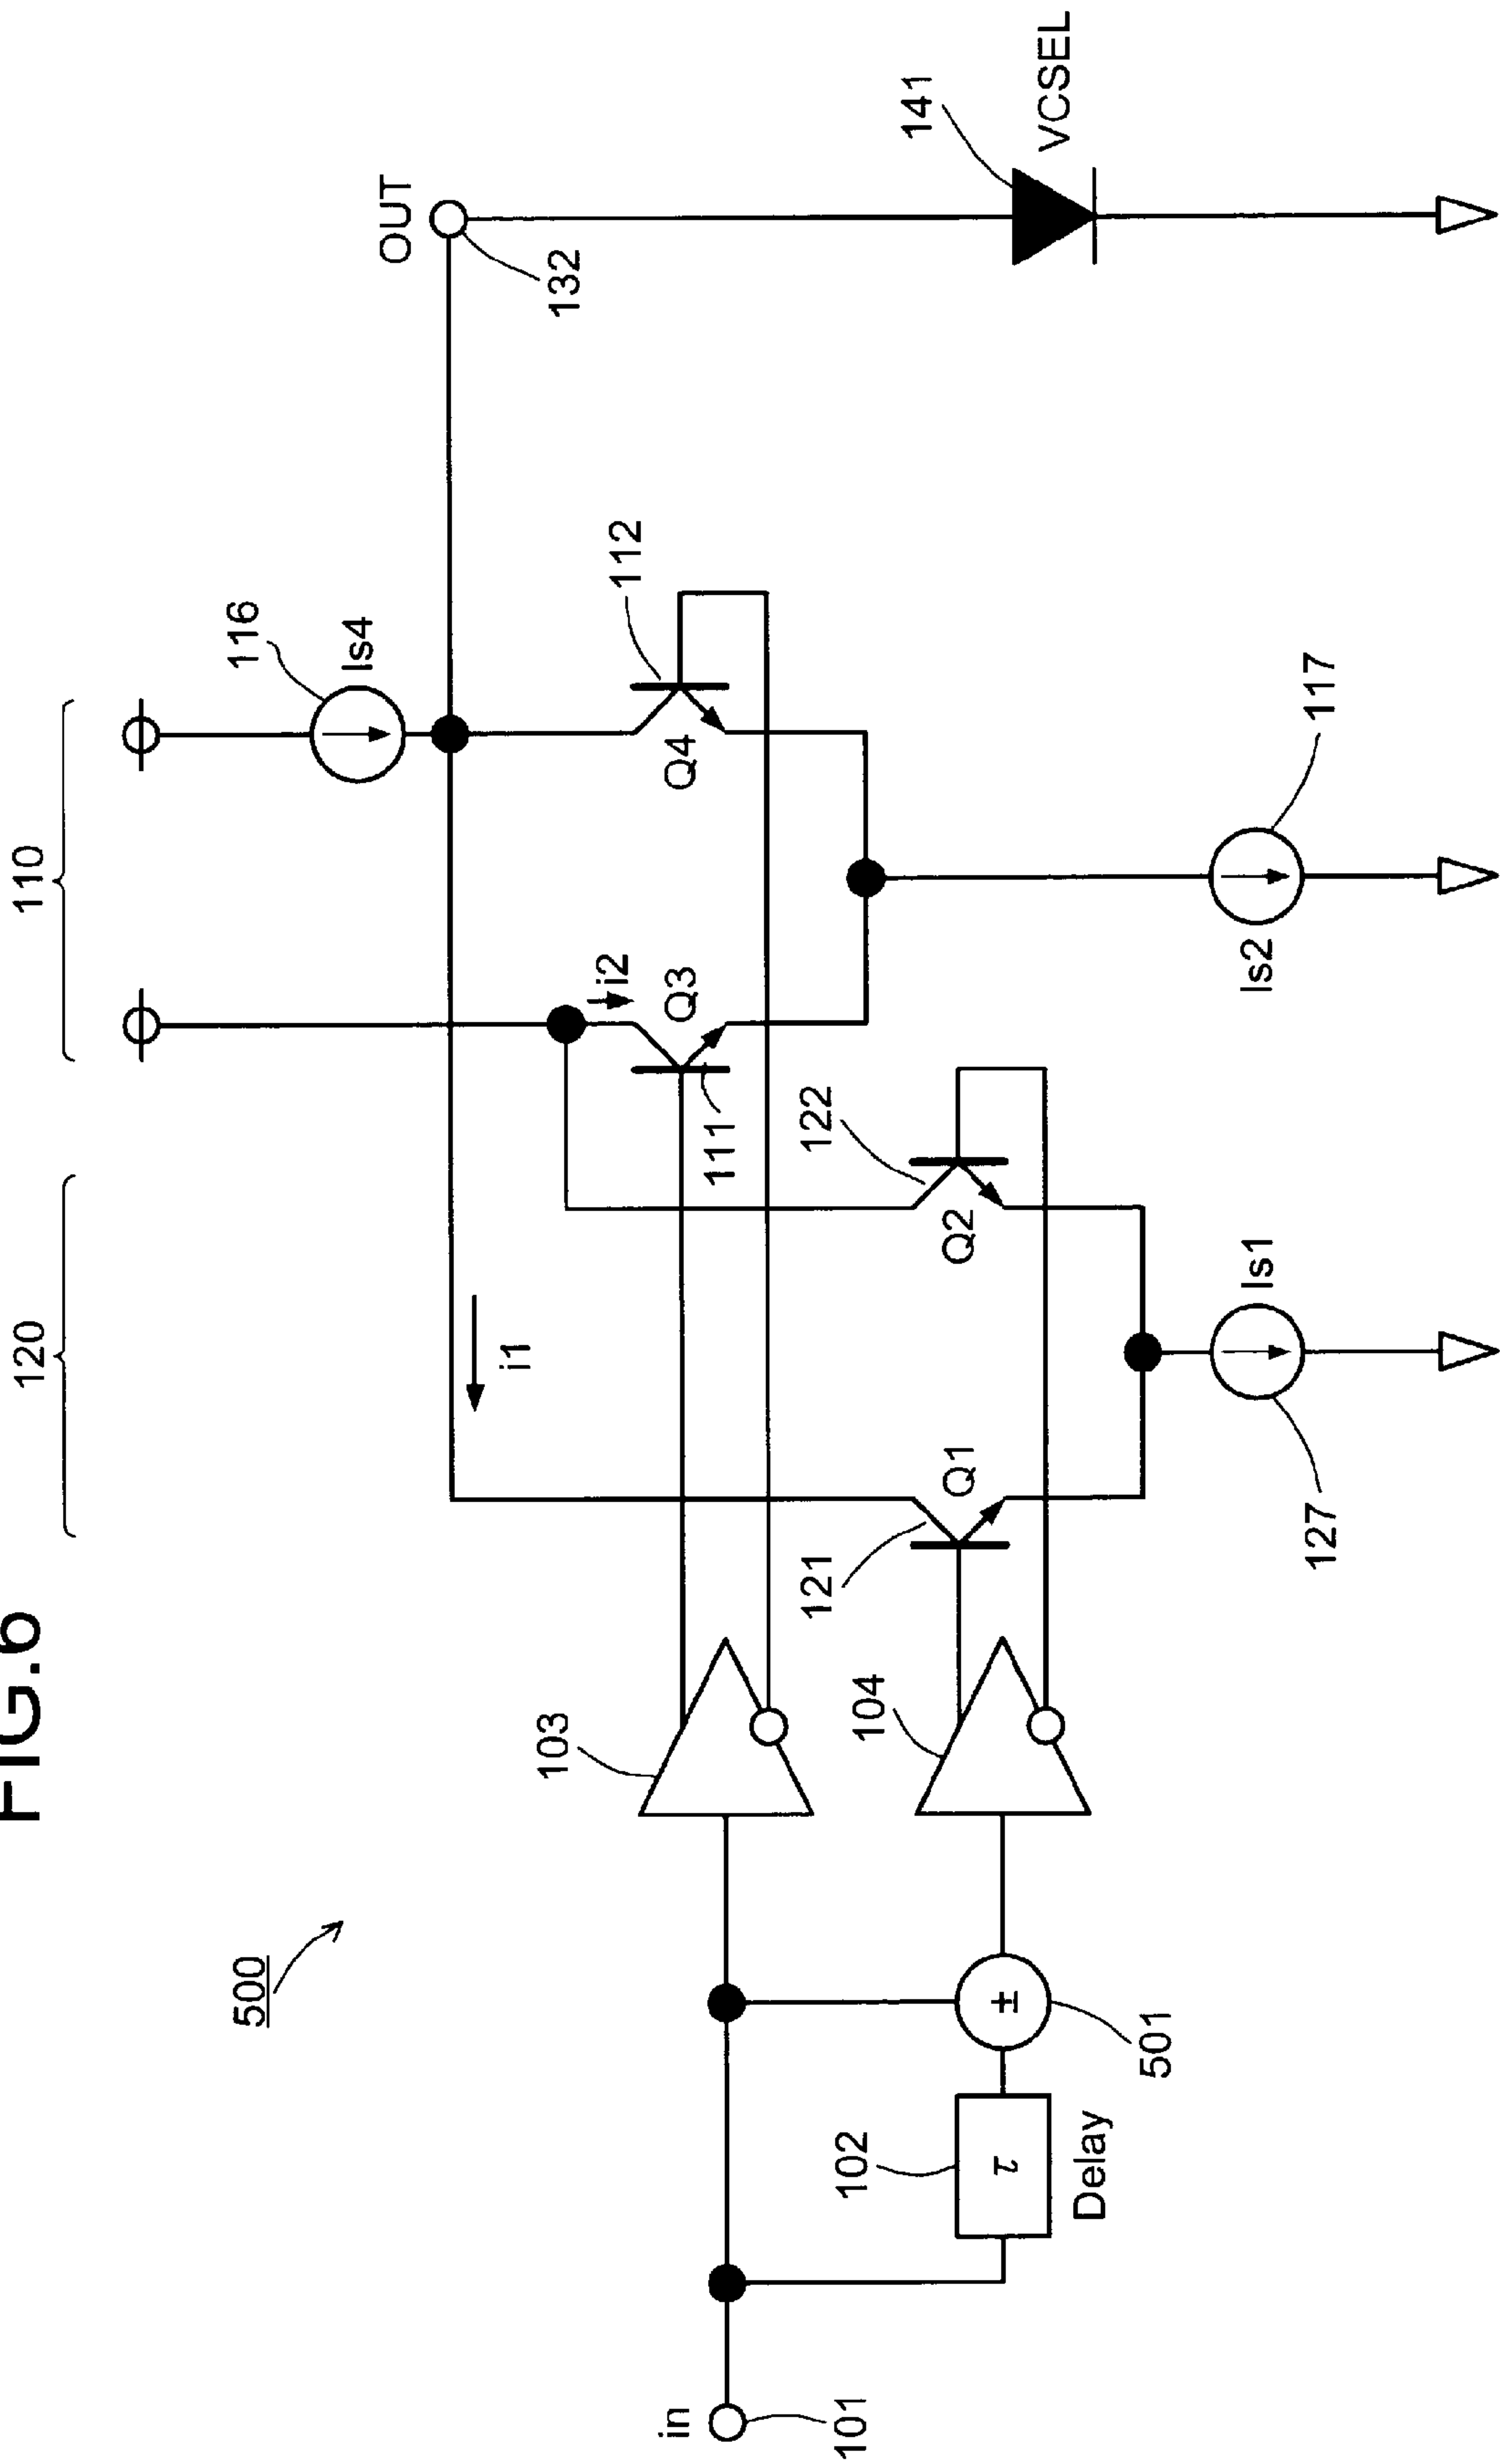 FIG.6
500
120
110
116
Is4
OUT
132
141
VCSEL
i1
i2
Q3
111
Q4
112
103
104
121
Q1
122
Q2
Is1
127
Is2
117
in
101
102
τ
Delay
±
501